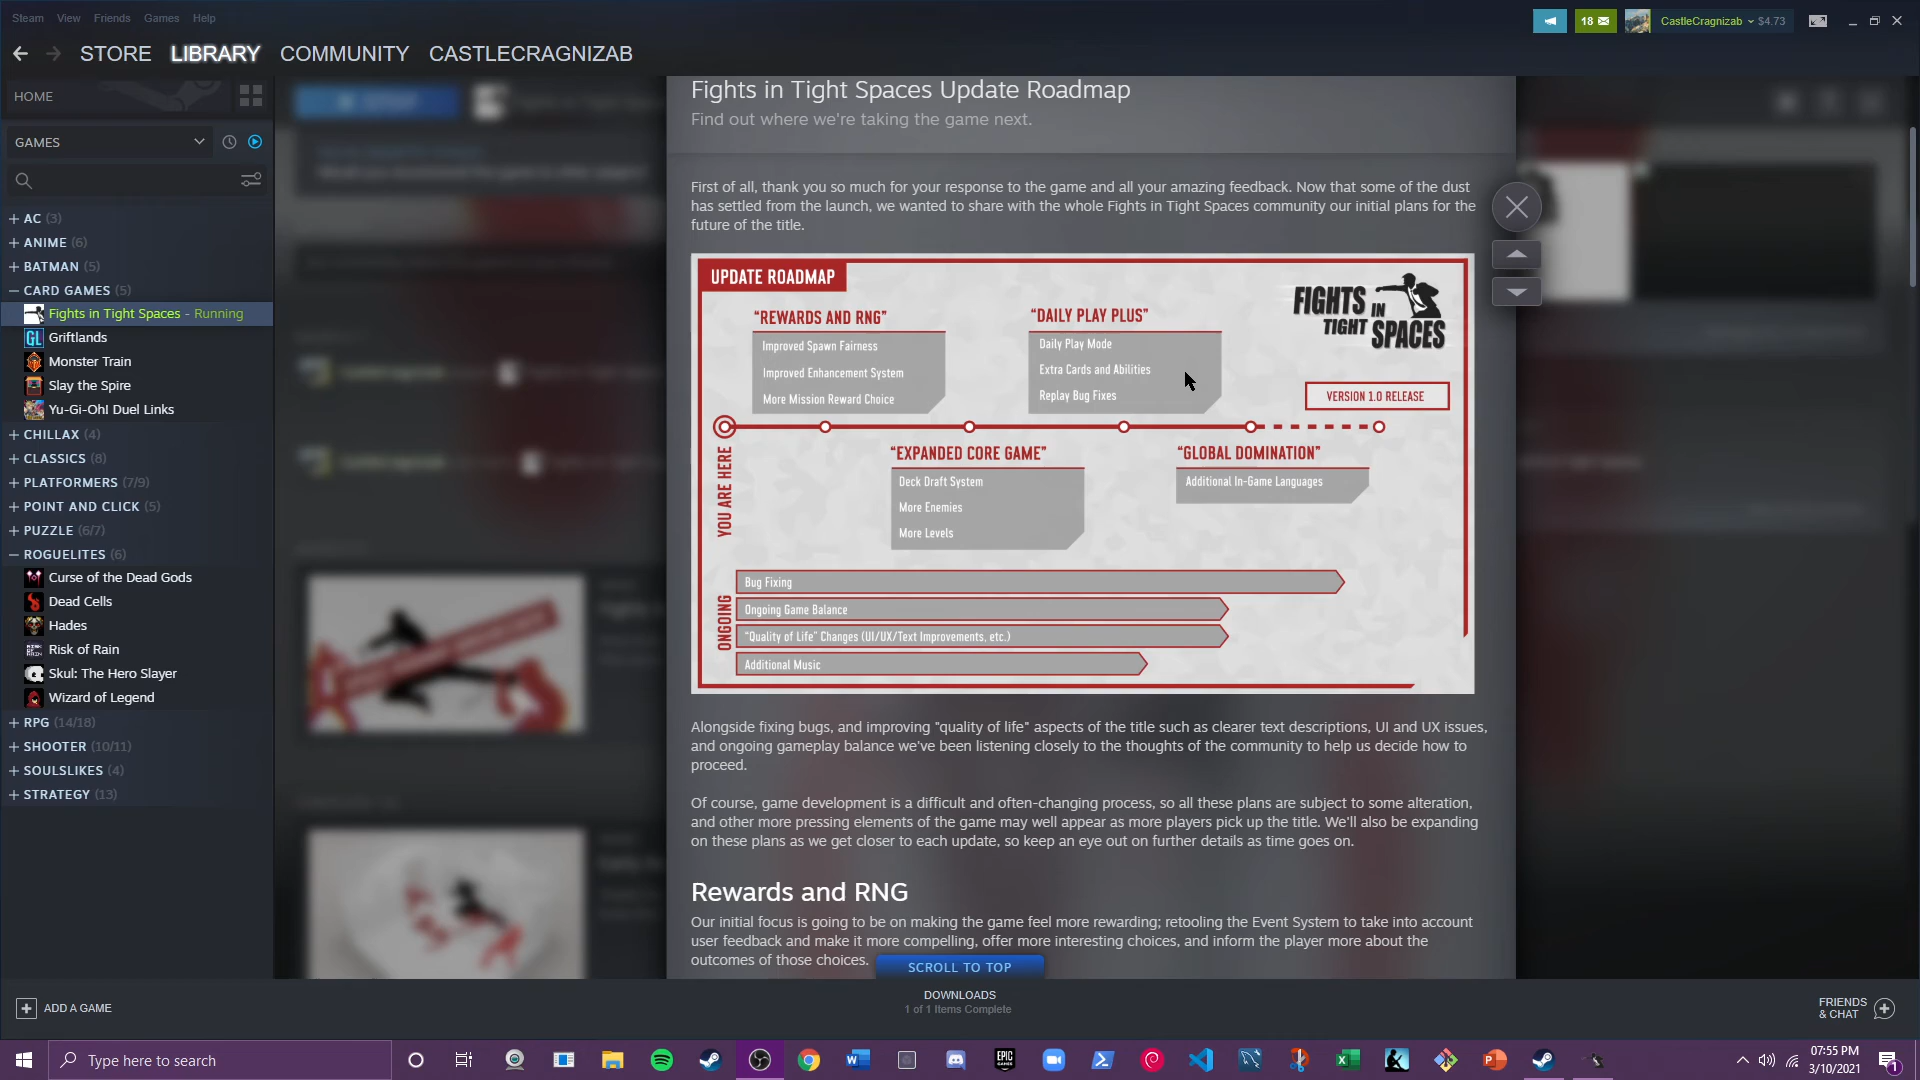 Steam View Friends Games Help
18
CastleCragnizab $4.73
STORE LIBRARY COMMUNITY CASTLECRAGNIZAB
HOME
GAMES
+ AC (3)
+ ANIME (6)
+ BATMAN (5)
– CARD GAMES (5)
Fights in Tight Spaces - Running
Griftlands
Monster Train
Slay the Spire
Yu-Gi-Oh! Duel Links
+ CHILLAX (4)
+ CLASSICS (8)
+ PLATFORMERS (7/9)
+ POINT AND CLICK (5)
+ PUZZLE (6/7)
– ROGUELITES (6)
Curse of the Dead Gods
Dead Cells
Hades
Risk of Rain
Skul: The Hero Slayer
Wizard of Legend
+ RPG (14/18)
+ SHOOTER (10/11)
+ SOULSLIKES (4)
+ STRATEGY (13)
Fights in Tight Spaces Update Roadmap
Find out where we're taking the game next.
First of all, thank you so much for your response to the game and all your amazing feedback. Now that some of the dust
has settled from the launch, we wanted to share with the whole Fights in Tight Spaces community our initial plans for the
future of the title.
UPDATE ROADMAP
"REWARDS AND RNG"
Improved Spawn Fairness
Improved Enhancement System
More Mission Reward Choice
"DAILY PLAY PLUS"
Daily Play Mode
Extra Cards and Abilities
Replay Bug Fixes
FIGHTS IN
TIGHT SPACES
VERSION 1.0 RELEASE
YOU ARE HERE
"EXPANDED CORE GAME"
Deck Draft System
More Enemies
More Levels
"GLOBAL DOMINATION"
Additional In-Game Languages
ONGOING
Bug Fixing
Ongoing Game Balance
"Quality of Life" Changes (UI/UX/Text Improvements, etc.)
Additional Music
Alongside fixing bugs, and improving "quality of life" aspects of the title such as clearer text descriptions, UI and UX issues,
and ongoing gameplay balance we've been listening closely to the thoughts of the community to help us decide how to
proceed.
Of course, game development is a difficult and often-changing process, so all these plans are subject to some alteration,
and other more pressing elements of the game may well appear as more players pick up the title. We'll also be expanding
on these plans as we get closer to each update, so keep an eye out on further details as time goes on.
Rewards and RNG
Our initial focus is going to be on making the game feel more rewarding; retooling the Event System to take into account
user feedback and make it more compelling, offer more interesting choices, and inform the player more about the
outcomes of those choices.
SCROLL TO TOP
ADD A GAME
DOWNLOADS
1 of 1 Items Complete
FRIENDS
& CHAT
Type here to search
07:55 PM
3/10/2021